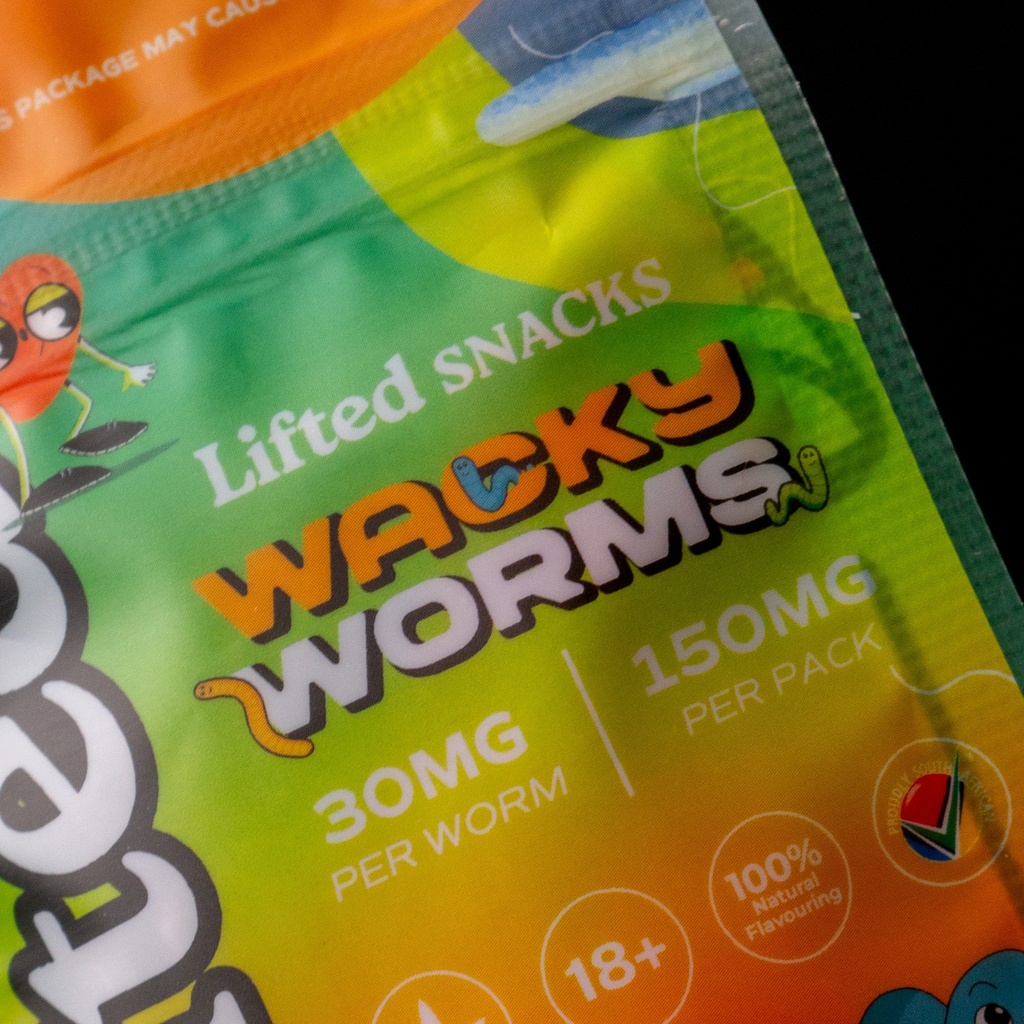 S PACKAGE MAY CAUS
Lifted SNACKS
WACKY
WORMS
30MG
PER WORM
150MG
PER PACK
PROUDLY SOUTH AFRICAN
100%
Natural
Flavouring
18+